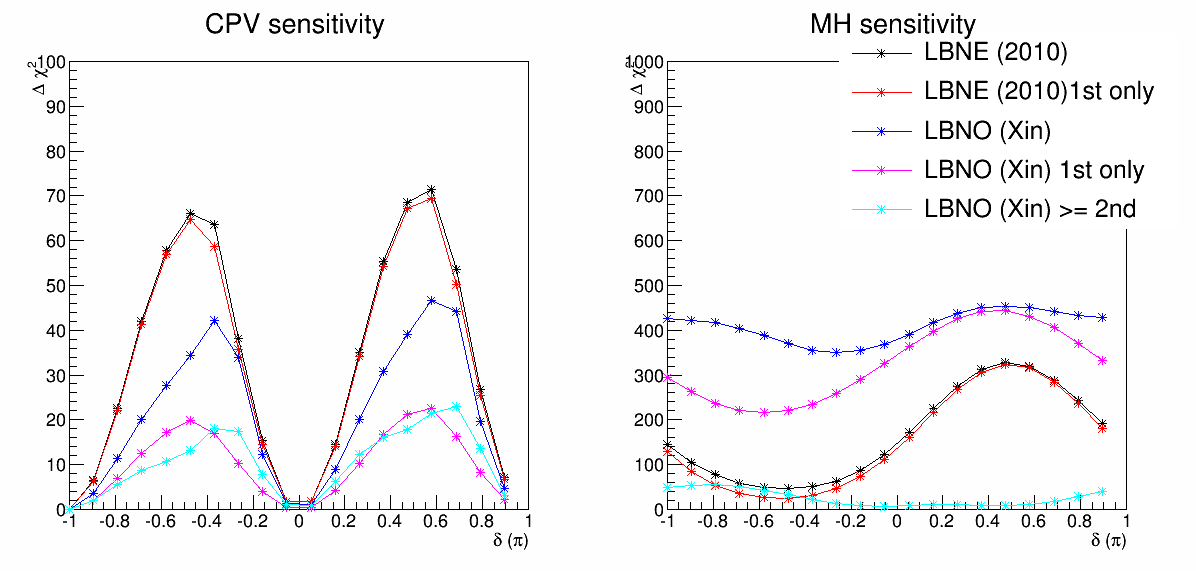 CPV sensitivity
Δ χ²
100
90
80
70
60
50
40
30
20
10
0
-1 -0.8 -0.6 -0.4 -0.2 0 0.2 0.4 0.6 0.8 1
δ (π)
MH sensitivity
Δ χ²
1000
900
800
700
600
500
400
300
200
100
0
-1 -0.8 -0.6 -0.4 -0.2 0 0.2 0.4 0.6 0.8 1
δ (π)
LBNE (2010)
LBNE (2010)1st only
LBNO (Xin)
LBNO (Xin) 1st only
LBNO (Xin) >= 2nd